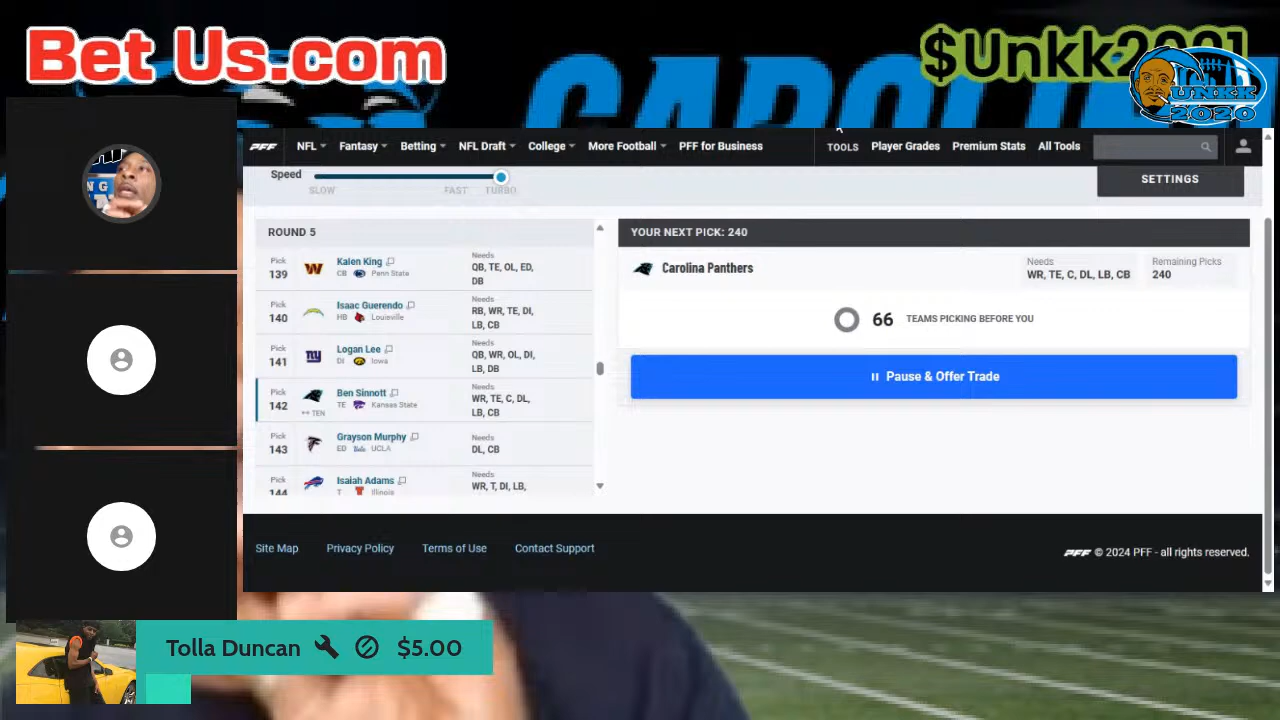 Bet Us.com
$Unkk2021
UNKK
2020
PFF
NFL
Fantasy
Betting
NFL Draft
College
More Football
PFF for Business
TOOLS
Player Grades
Premium Stats
All Tools
Speed
SLOW
FAST
TURBO
SETTINGS
ROUND 5
Pick
139
Kalen King
CB Penn State
Needs
QB, TE, OL, ED,
DB
Pick
140
Isaac Guerendo
HB Louisville
Needs
RB, WR, TE, DI,
LB, CB
Pick
141
Logan Lee
DI Iowa
Needs
QB, WR, OL, DI,
LB, DB
Pick
142
TEN
Ben Sinnott
TE Kansas State
Needs
WR, TE, C, DL,
LB, CB
Pick
143
Grayson Murphy
ED UCLA
Needs
DL, CB
Pick
144
Isaiah Adams
T Illinois
Needs
WR, T, DI, LB,
YOUR NEXT PICK: 240
Carolina Panthers
Needs
WR, TE, C, DL, LB, CB
Remaining Picks
240
66 TEAMS PICKING BEFORE YOU
Pause & Offer Trade
Site Map
Privacy Policy
Terms of Use
Contact Support
PFF © 2024 PFF - all rights reserved.
Tolla Duncan $5.00